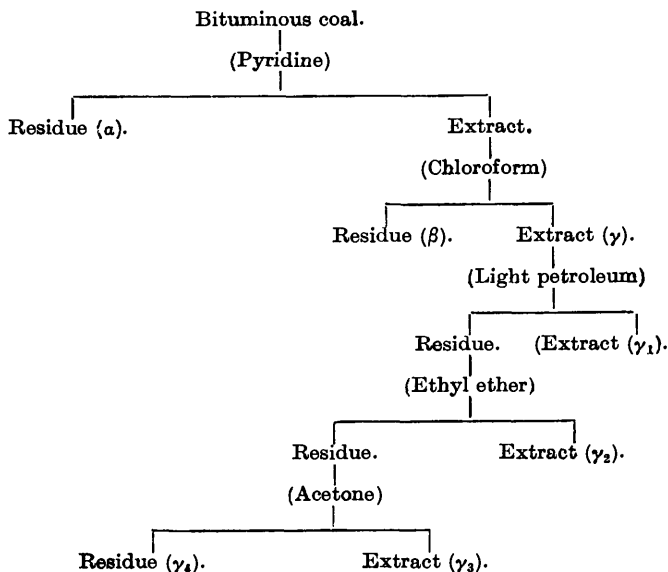 Bituminous coal.
(Pyridine)
Residue (α). Extract.
(Chloroform)
Residue (β). Extract (γ).
(Light petroleum)
Residue. (Extract (γ₁).
(Ethyl ether)
Residue. Extract (γ₂).
(Acetone)
Residue (γ₄). Extract (γ₃).